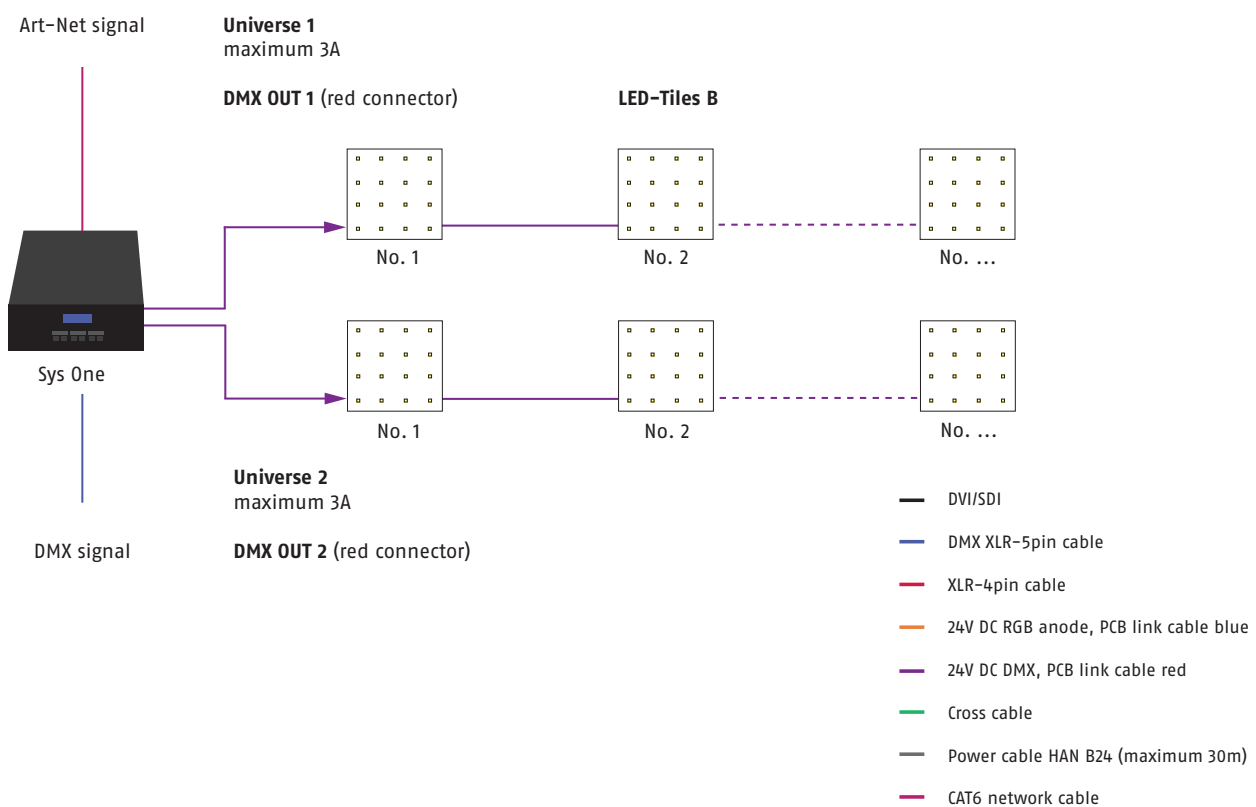 Art-Net signal
Universe 1
maximum 3A
DMX OUT 1 (red connector)
LED-Tiles B
No. 1
No. 2
No. ...
Sys One
No. 1
No. 2
No. ...
Universe 2
maximum 3A
DMX signal
DMX OUT 2 (red connector)
DVI/SDI
DMX XLR-5pin cable
XLR-4pin cable
24V DC RGB anode, PCB link cable blue
24V DC DMX, PCB link cable red
Cross cable
Power cable HAN B24 (maximum 30m)
CAT6 network cable